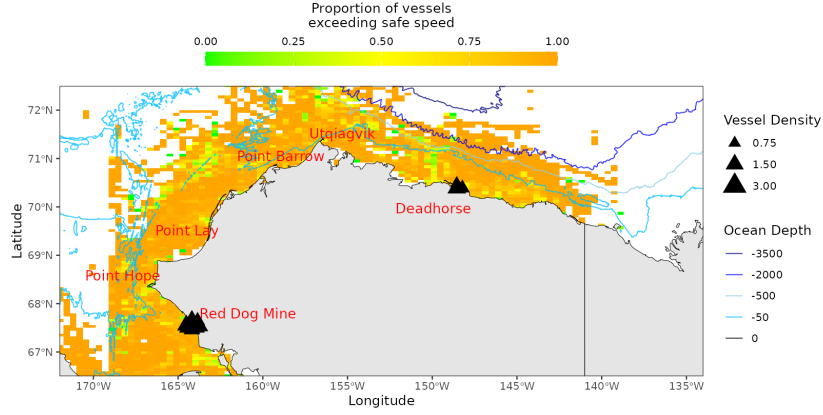 Proportion of vessels
exceeding safe speed
0.00 0.25 0.50 0.75 1.00
72°N
71°N
70°N
69°N
68°N
67°N
Latitude
Utqiagvik
Point Barrow
Deadhorse
Point Lay
Point Hope
Red Dog Mine
170°W 165°W 160°W 155°W 150°W 145°W 140°W 135°W
Longitude
Vessel Density
0.75
1.50
3.00
Ocean Depth
-3500
-2000
-500
-50
0